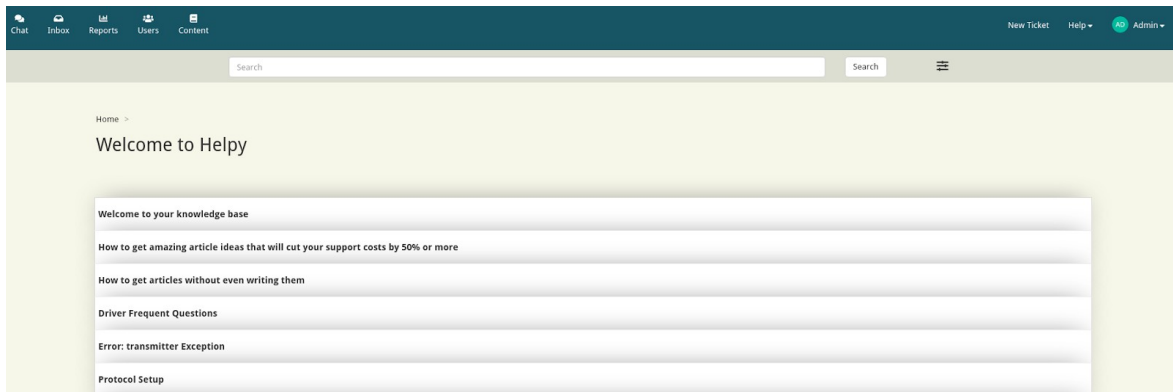 Chat Inbox Reports Users Content New Ticket Help AD Admin
Search Search
Home >
Welcome to Helpy
Welcome to your knowledge base
How to get amazing article ideas that will cut your support costs by 50% or more
How to get articles without even writing them
Driver Frequent Questions
Error: transmitter Exception
Protocol Setup